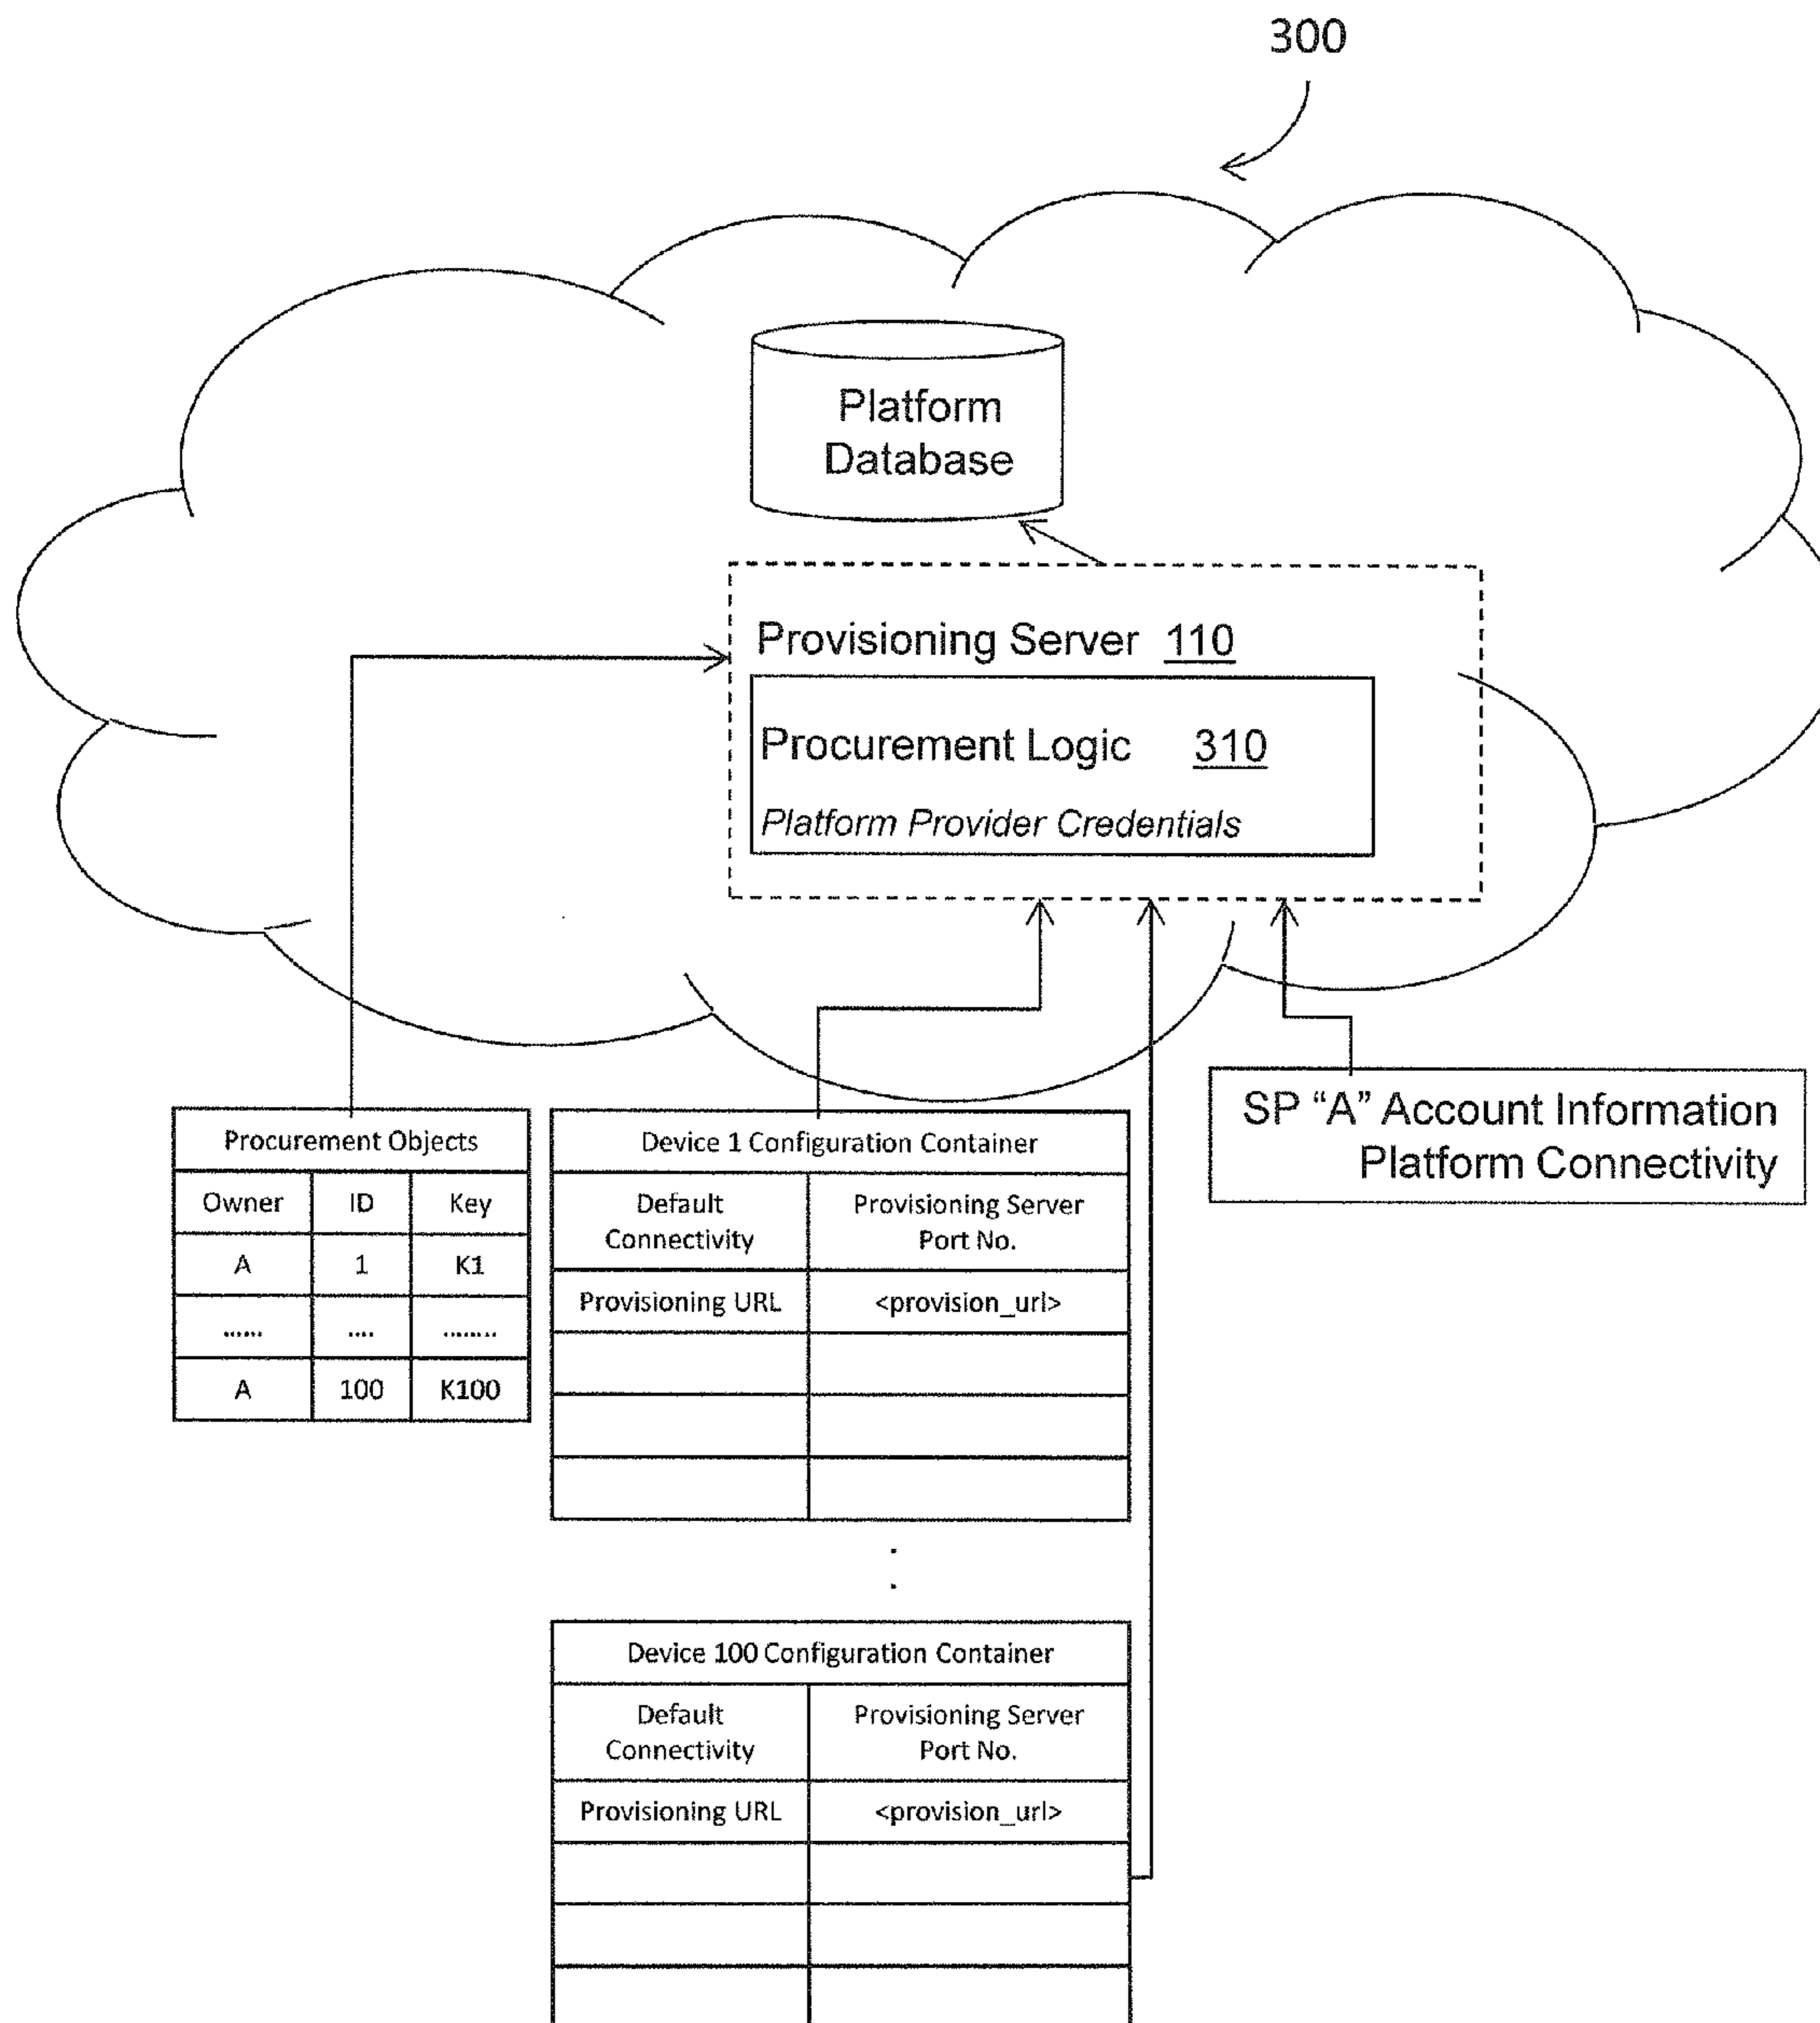 300
Platform
Database
Provisioning Server 110
Procurement Logic 310
Platform Provider Credentials
SP “A” Account Information
Platform Connectivity
Procurement Objects
Owner ID Key
A 1 K1
...... .... ........
A 100 K100
Device 1 Configuration Container
Default
Connectivity
Provisioning Server
Port No.
Provisioning URL <provision_url>
Device 100 Configuration Container
Default
Connectivity
Provisioning Server
Port No.
Provisioning URL <provision_url>